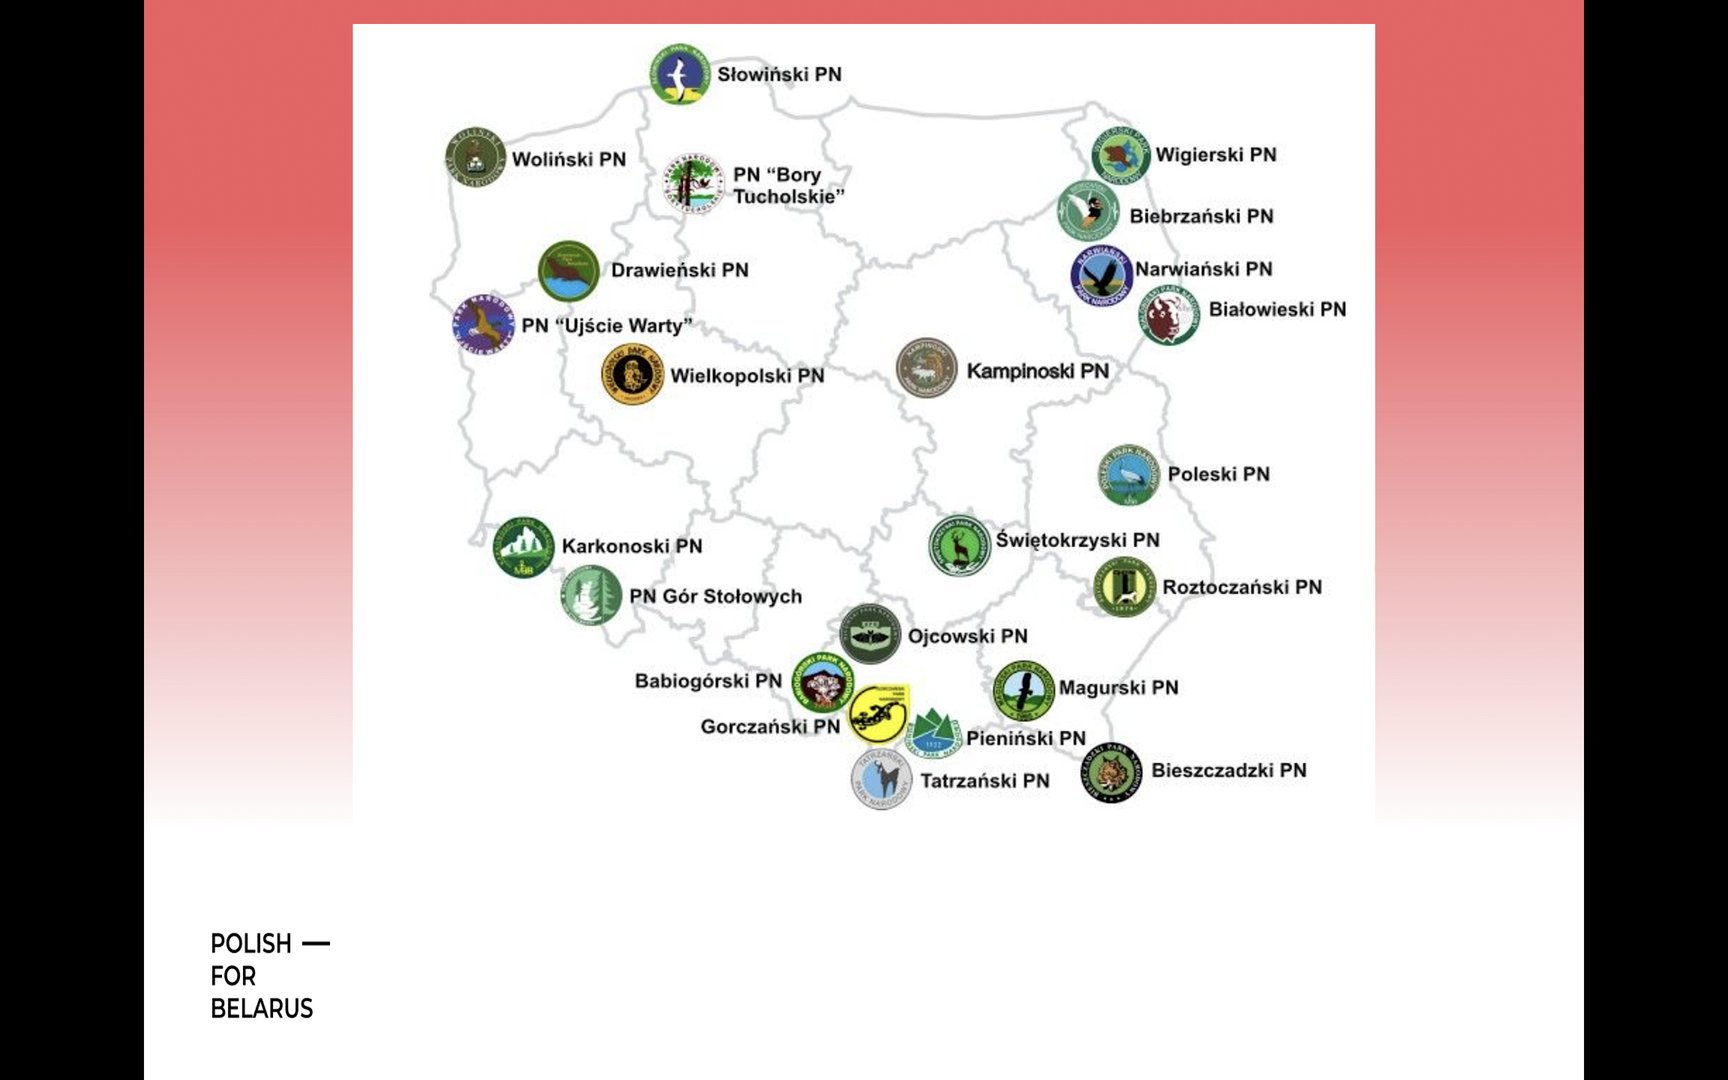 Słowiński PN
Woliński PN
Wigierski PN
PN “Bory
Tucholskie”
Biebrzański PN
Drawieński PN
Narwiański PN
Białowieski PN
PN “Ujście Warty”
Wielkopolski PN
Kampinoski PN
Poleski PN
Świętokrzyski PN
Karkonoski PN
Roztoczański PN
PN Gór Stołowych
Ojcowski PN
Babiogórski PN
Magurski PN
Gorczański PN
Pieniński PN
Bieszczadzki PN
Tatrzański PN
POLISH —
FOR
BELARUS